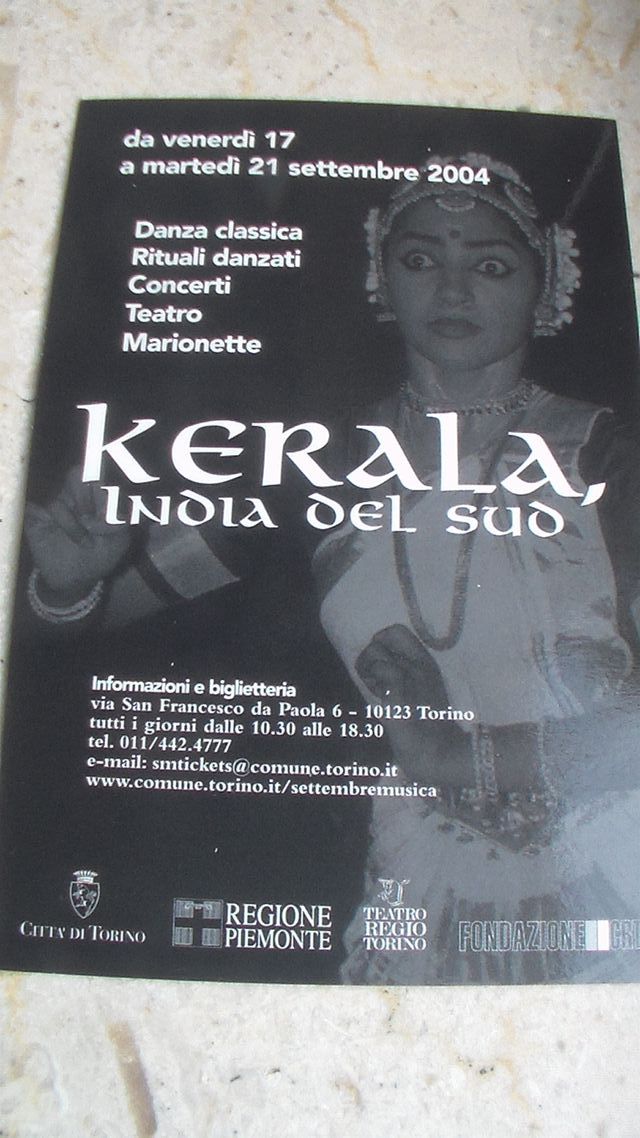 da venerdì 17
a martedì 21 settembre 2004
Danza classica
Rituali danzati
Concerti
Teatro
Marionette
Kerala,
India del sud
Informazioni e biglietteria
via San Francesco da Paola 6 - 10123 Torino
tutti i giorni dalle 10.30 alle 18.30
tel. 011/442.4777
e-mail: smtickets@comune.torino.it
www.comune.torino.it/settembremusica
CITTA' DI TORINO
REGIONE
PIEMONTE
TEATRO
REGIO
TORINO
FONDAZIONE CRT